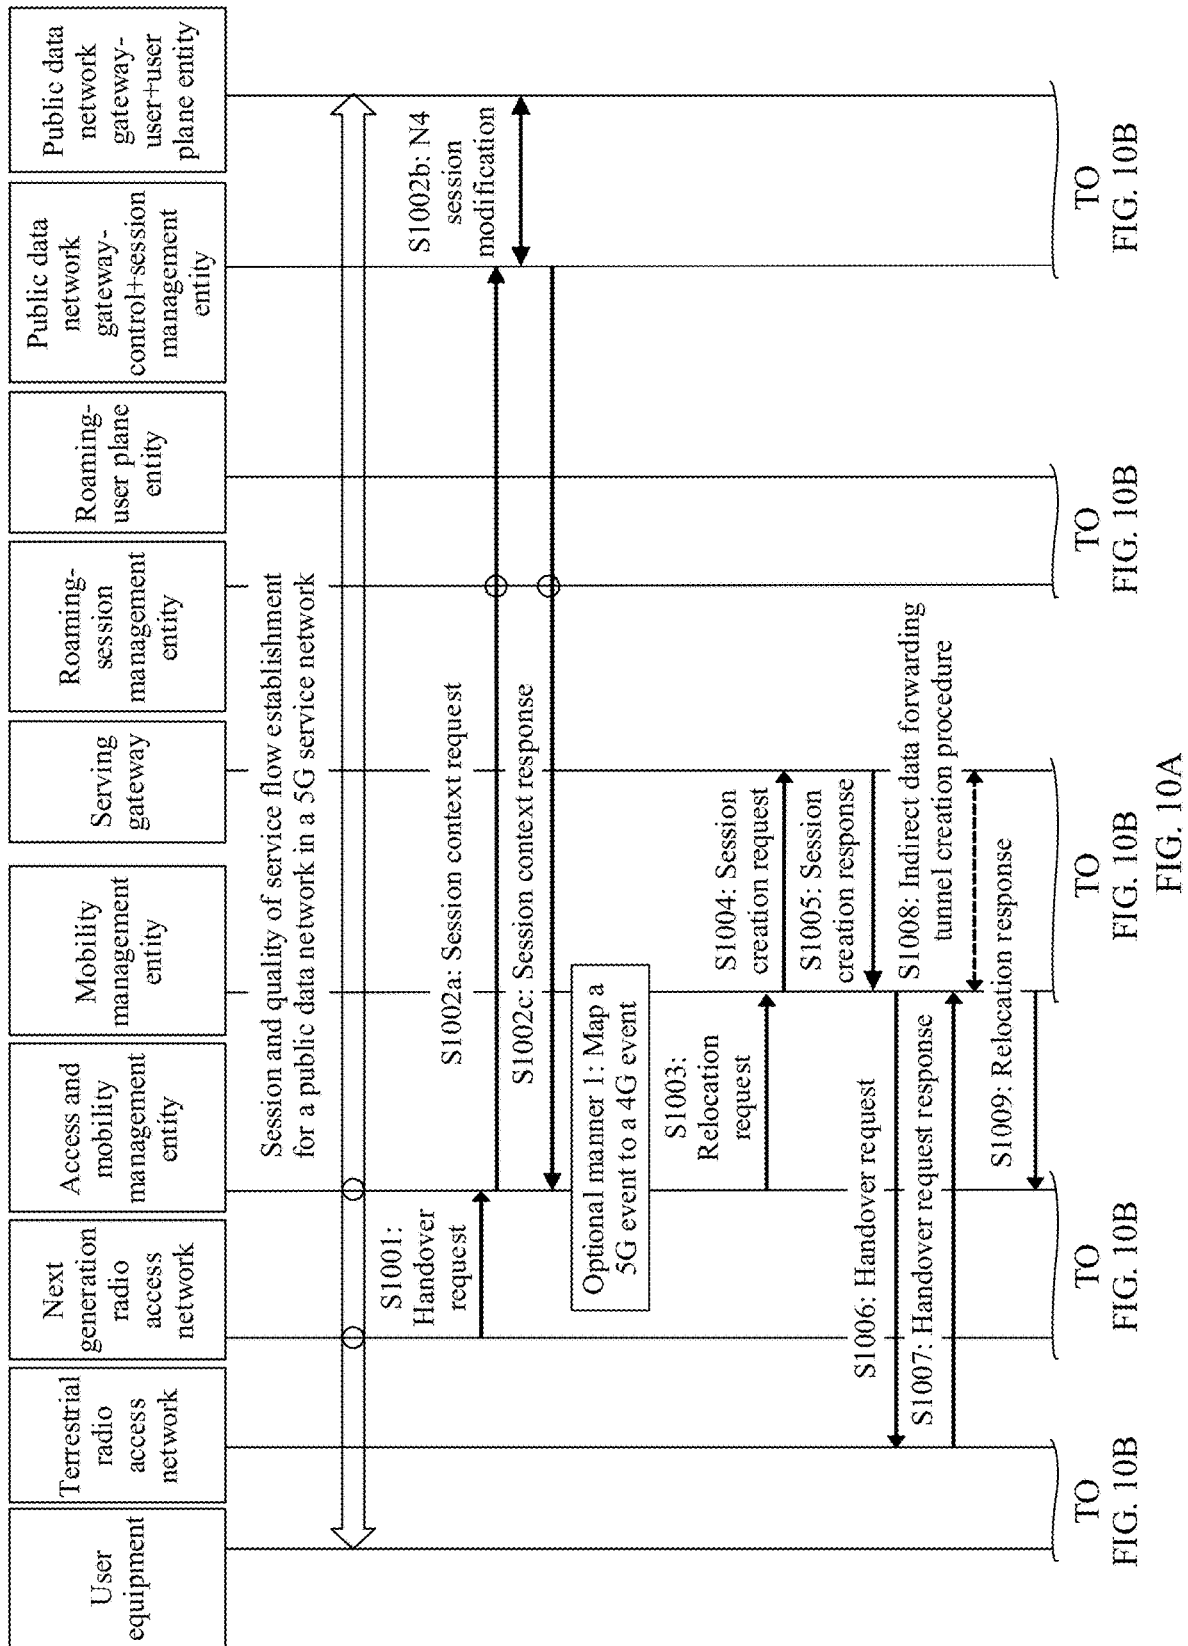 User
equipment
Terrestrial
radio
access
network
Next
generation
radio
access
network
Access and
mobility
management
entity
Mobility
management
entity
Serving
gateway
Roaming-
session
management
entity
Roaming-
user plane
entity
Public data
network
gateway-
control+session
management
entity
Public data
network
gateway-
user+user
plane entity
Session and quality of service flow establishment
for a public data network in a 5G service network
S1001:
Handover
request
S1002a: Session context request
S1002b: N4
session
modification
S1002c: Session context response
Optional manner 1: Map a
5G event to a 4G event
S1003:
Relocation
request
S1004: Session
creation request
S1005: Session
creation response
S1006: Handover request
S1007: Handover request response
S1008: Indirect data forwarding
tunnel creation procedure
S1009: Relocation response
TO
FIG. 10B
TO
FIG. 10B
TO
FIG. 10B
TO
FIG. 10B
TO
FIG. 10B
FIG. 10A